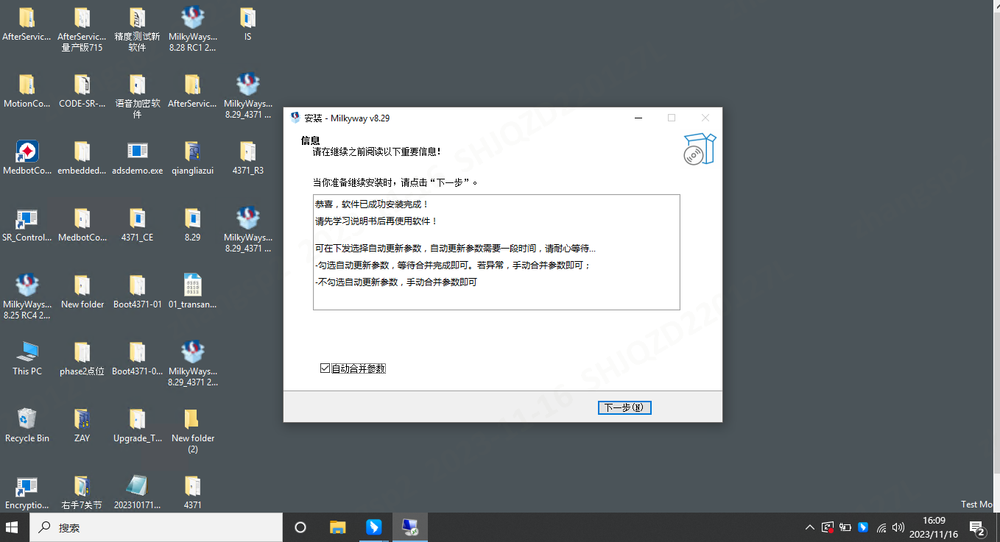 AfterServic...
AfterServic...
量产版715
精度测试新
软件
MilkyWays...
8.28 RC1 2...
IS
MotionCo...
CODE-SR-...
语音加密软
件
AfterServic...
MilkyWays...
8.29_4371 ...
MedbotCo...
embedded...
adsdemo.exe
qiangliazui
4371_R3
SR_Control...
MedbotCo...
4371_CE
8.29
MilkyWays...
8.29_4371 ...
MilkyWays...
8.25 RC4 2...
New folder
Boot4371-01
01_transan...
This PC
phase2点位
Boot4371-0...
MilkyWays...
8.29_4371 2...
Recycle Bin
ZAY
Upgrade_T...
New folder
(2)
Encryptio...
右手7关节
202310171...
4371
安装 - Milkyway v8.29
信息
请在继续之前阅读以下重要信息！
当你准备继续安装时，请点击“下一步”。
恭喜，软件已成功安装完成！
请先学习说明书后再使用软件！
可在下发选择自动更新参数，自动更新参数需要一段时间，请耐心等待...
-勾选自动更新参数，等待合并完成即可。若异常，手动合并参数即可；
-不勾选自动更新参数，手动合并参数即可
自动合并参数
下一步(N)
Test Mo
搜索
16:09
2023/11/16
2